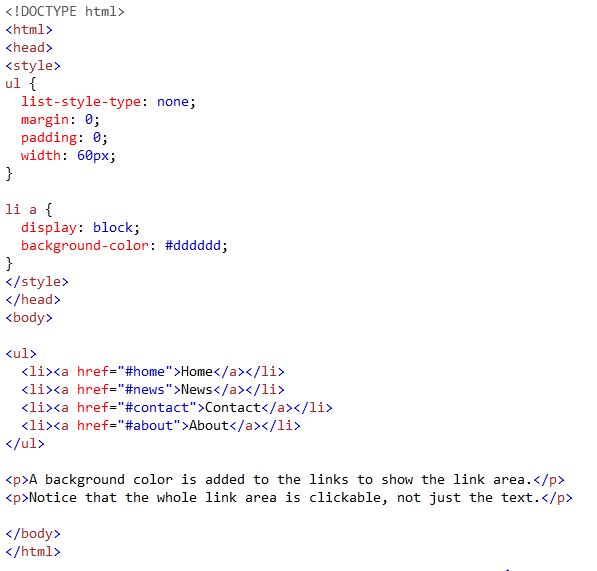 <!DOCTYPE html>
<html>
<head>
<style>
ul {
  list-style-type: none;
  margin: 0;
  padding: 0;
  width: 60px;
}

li a {
  display: block;
  background-color: #dddddd;
}
</style>
</head>
<body>

<ul>
  <li><a href="#home">Home</a></li>
  <li><a href="#news">News</a></li>
  <li><a href="#contact">Contact</a></li>
  <li><a href="#about">About</a></li>
</ul>

<p>A background color is added to the links to show the link area.</p>
<p>Notice that the whole link area is clickable, not just the text.</p>

</body>
</html>